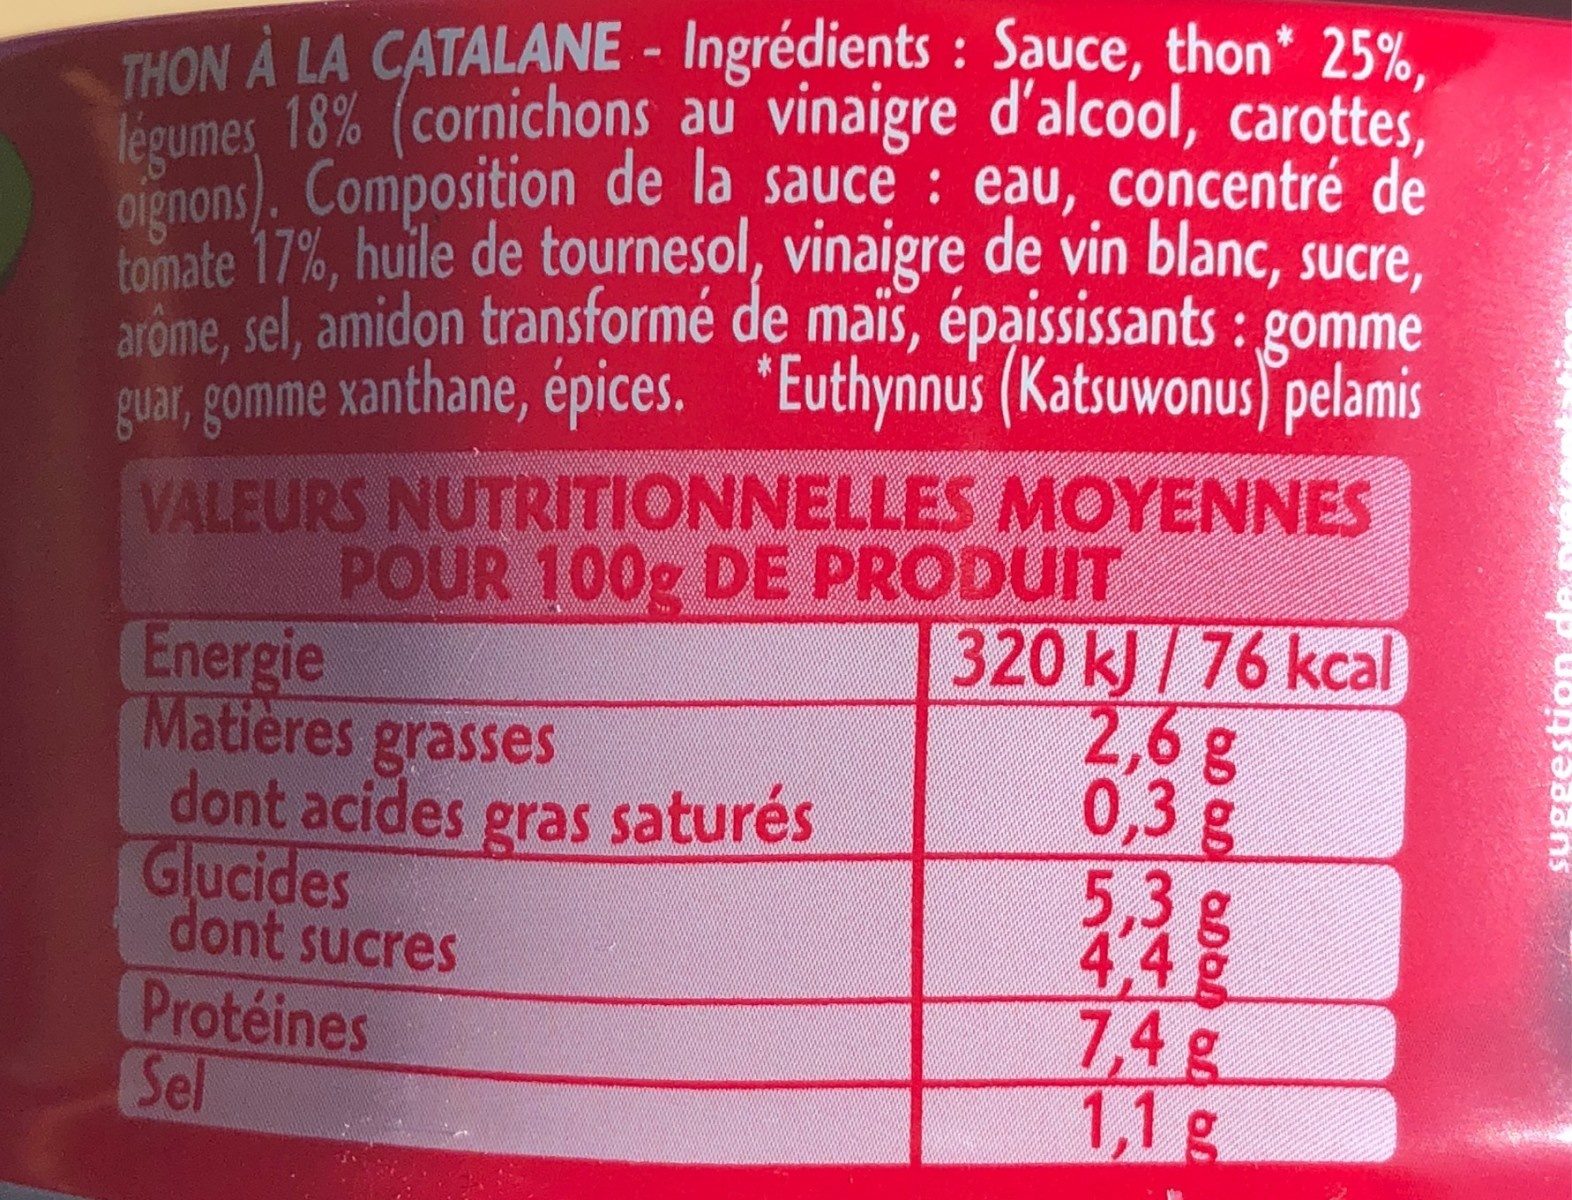 THON À LA CATALANE - Ingrédients : Sauce, thon* 25%,
légumes 18% (cornichons au vinaigre d'alcool, carottes,
oignons). Composition de la sauce : eau, concentré de
tomate 17%, huile de tournesol, vinaigre de vin blanc, sucre,
arôme, sel, amidon transformé de maïs, épaississants : gomme
guar, gomme xanthane, épices. *Euthynnus (Katsuwonus) pelamis
VALEURS NUTRITIONNELLES MOYENNES
POUR 100g DE PRODUIT
Energie 320 kJ / 76 kcal
Matières grasses 2,6 g
dont acides gras saturés 0,3 g
Glucides 5,3 g
dont sucres 4,4 g
Protéines 7,4 g
Sel 1,1 g
suggestion de